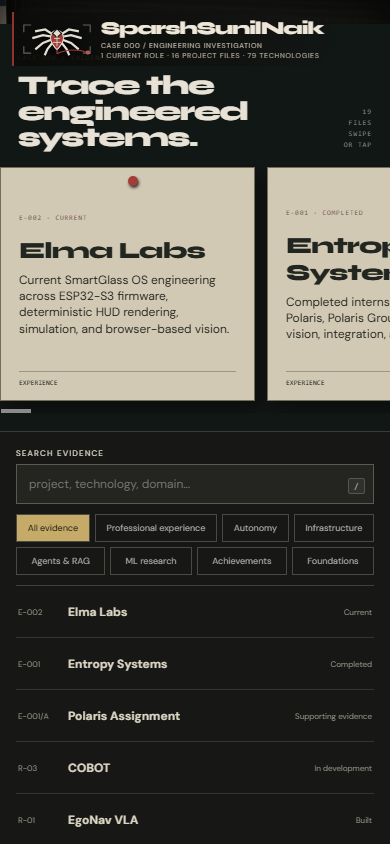 SparshSunilNaik
CASE 000 / ENGINEERING INVESTIGATION
1 CURRENT ROLE · 16 PROJECT FILES · 79 TECHNOLOGIES
Trace the
engineered
systems.
19
FILES
SWIPE
OR TAP
E-002 · CURRENT
Elma Labs
Current SmartGlass OS engineering
across ESP32-S3 firmware,
deterministic HUD rendering,
simulation, and browser-based vision.
EXPERIENCE
E-001 · COMPLETED
Entrop
System
Completed interns
Polaris, Polaris Grou
vision, integration,
EXPERIENCE
SEARCH EVIDENCE
project, technology, domain...
/
All evidence
Professional experience
Autonomy
Infrastructure
Agents & RAG
ML research
Achievements
Foundations
E-002 Elma Labs Current
E-001 Entropy Systems Completed
E-001/A Polaris Assignment Supporting evidence
R-03 COBOT In development
R-01 EgoNav VLA Built